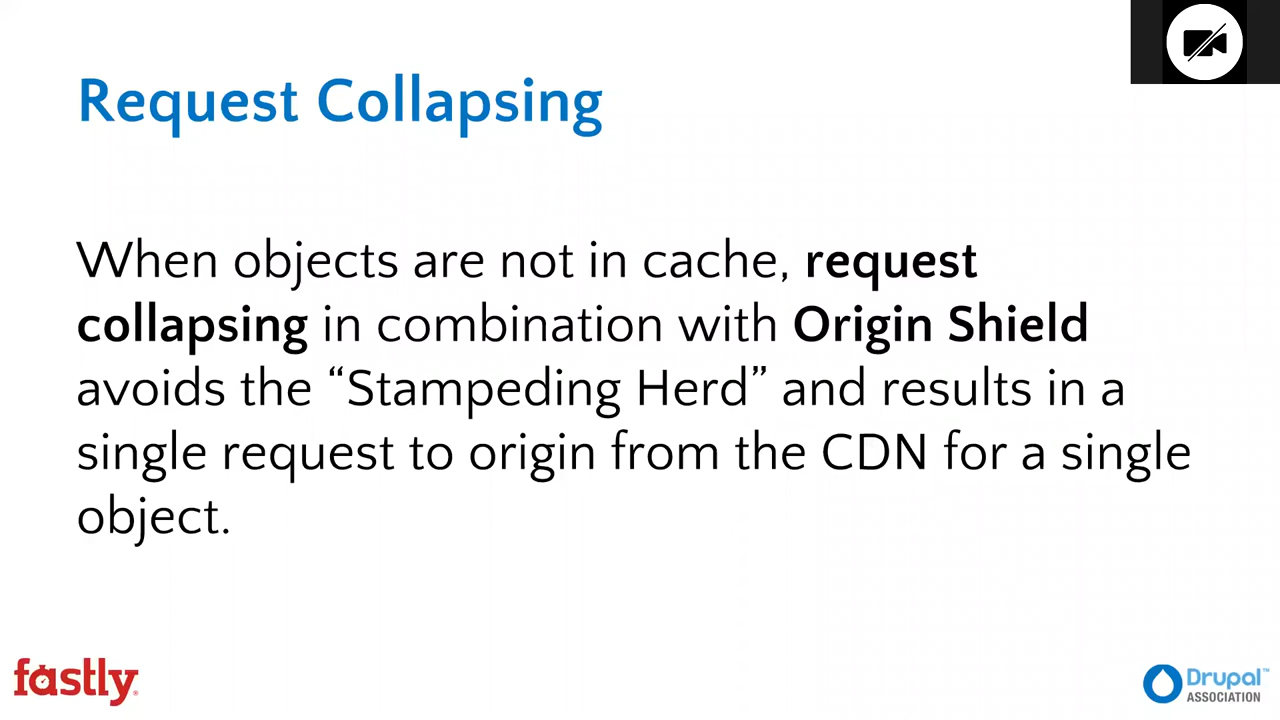 Request Collapsing
When objects are not in cache, request
collapsing in combination with Origin Shield
avoids the “Stampeding Herd” and results in a
single request to origin from the CDN for a single
object.
fastly®
Drupal™
ASSOCIATION